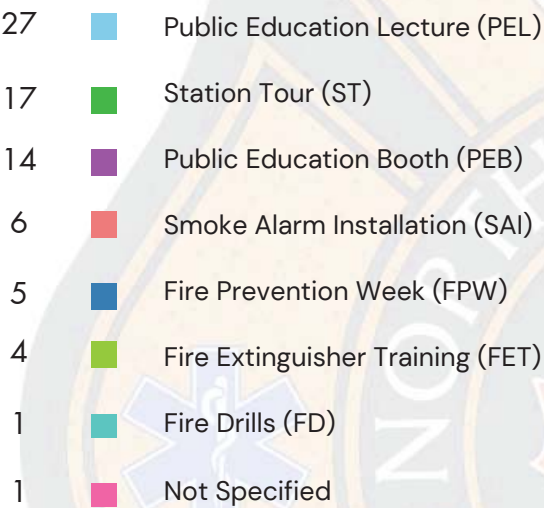 27 Public Education Lecture (PEL)
17 Station Tour (ST)
14 Public Education Booth (PEB)
6 Smoke Alarm Installation (SAI)
5 Fire Prevention Week (FPW)
4 Fire Extinguisher Training (FET)
1 Fire Drills (FD)
1 Not Specified
NORTH